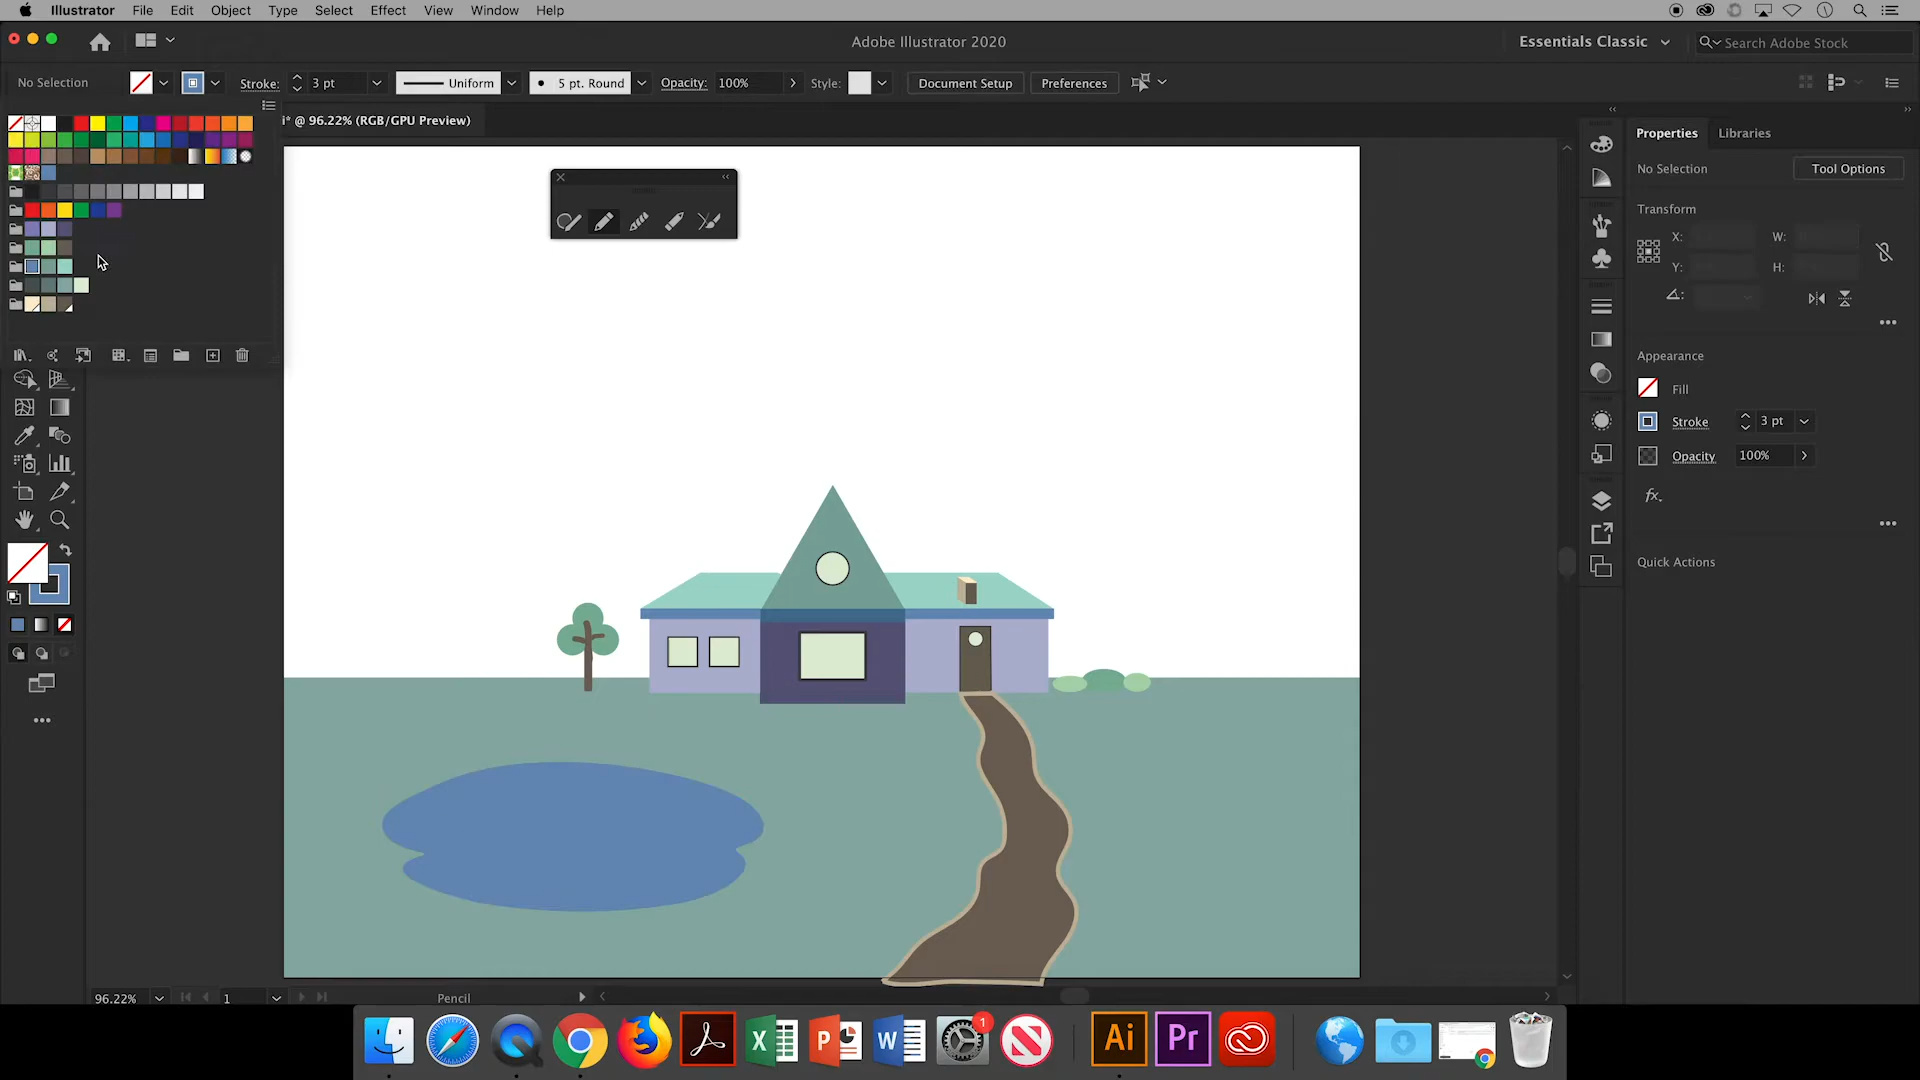 Illustrator File Edit Object Type Select Effect View Window Help
Adobe Illustrator 2020
Essentials Classic
Search Adobe Stock
No Selection
Stroke: 3 pt
Uniform
5 pt. Round
Opacity: 100%
Style:
Document Setup
Preferences
i* @ 96.22% (RGB/GPU Preview)
Properties Libraries
No Selection
Tool Options
Transform
X: W:
Y: H:
Appearance
Fill
Stroke 3 pt
Opacity 100%
fx.
Quick Actions
96.22%
1
Pencil
X P W 1
Ai Pr